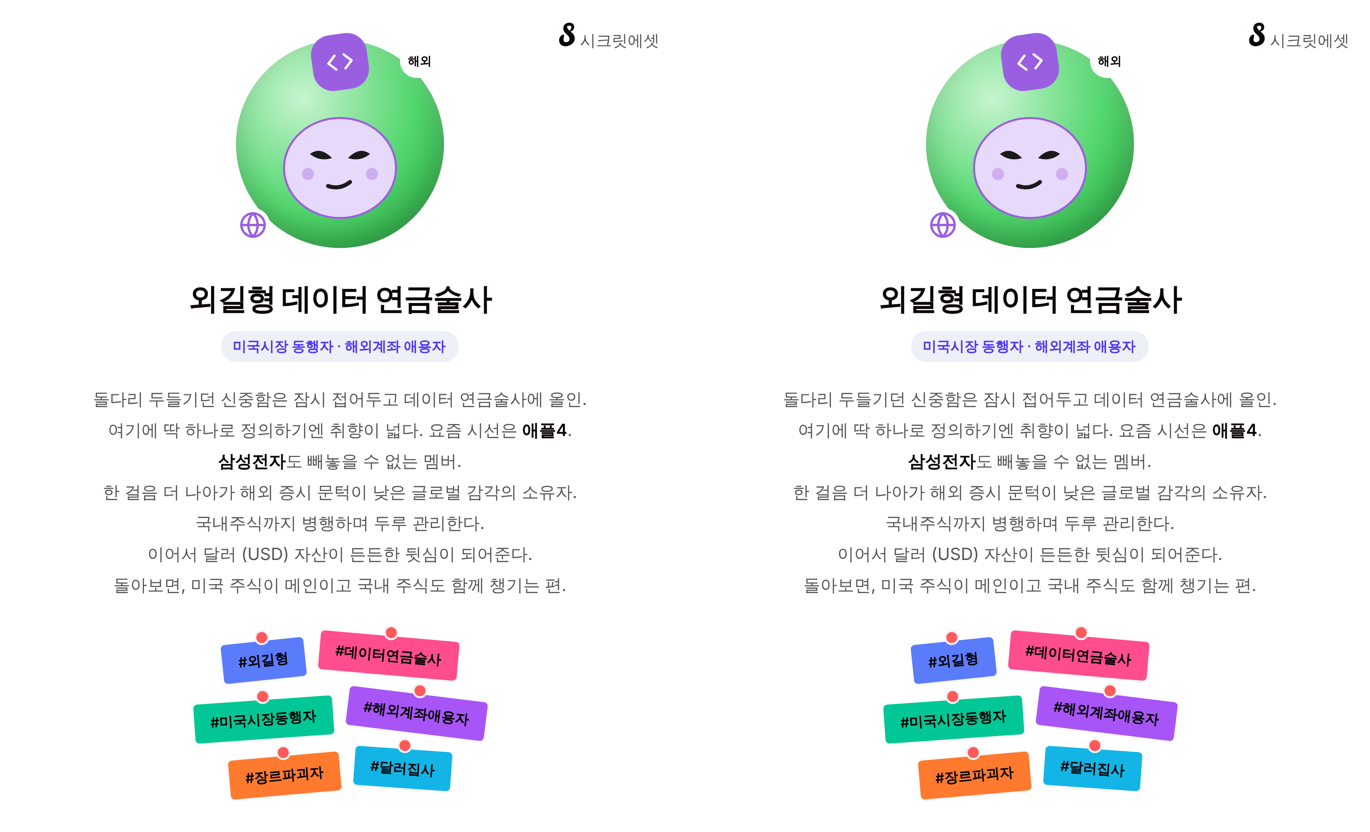 시크릿에셋
해외
외길형 데이터 연금술사
미국시장 동행자 · 해외계좌 애용자
돌다리 두들기던 신중함은 잠시 접어두고 데이터 연금술사에 올인.
여기에 딱 하나로 정의하기엔 취향이 넓다. 요즘 시선은 애플4.
삼성전자도 빼놓을 수 없는 멤버.
한 걸음 더 나아가 해외 증시 문턱이 낮은 글로벌 감각의 소유자.
국내주식까지 병행하며 두루 관리한다.
이어서 달러 (USD) 자산이 든든한 뒷심이 되어준다.
돌아보면, 미국 주식이 메인이고 국내 주식도 함께 챙기는 편.
#외길형 #데이터연금술사
#미국시장동행자 #해외계좌애용자
#장르파괴자 #달러집사
시크릿에셋
해외
외길형 데이터 연금술사
미국시장 동행자 · 해외계좌 애용자
돌다리 두들기던 신중함은 잠시 접어두고 데이터 연금술사에 올인.
여기에 딱 하나로 정의하기엔 취향이 넓다. 요즘 시선은 애플4.
삼성전자도 빼놓을 수 없는 멤버.
한 걸음 더 나아가 해외 증시 문턱이 낮은 글로벌 감각의 소유자.
국내주식까지 병행하며 두루 관리한다.
이어서 달러 (USD) 자산이 든든한 뒷심이 되어준다.
돌아보면, 미국 주식이 메인이고 국내 주식도 함께 챙기는 편.
#외길형 #데이터연금술사
#미국시장동행자 #해외계좌애용자
#장르파괴자 #달러집사